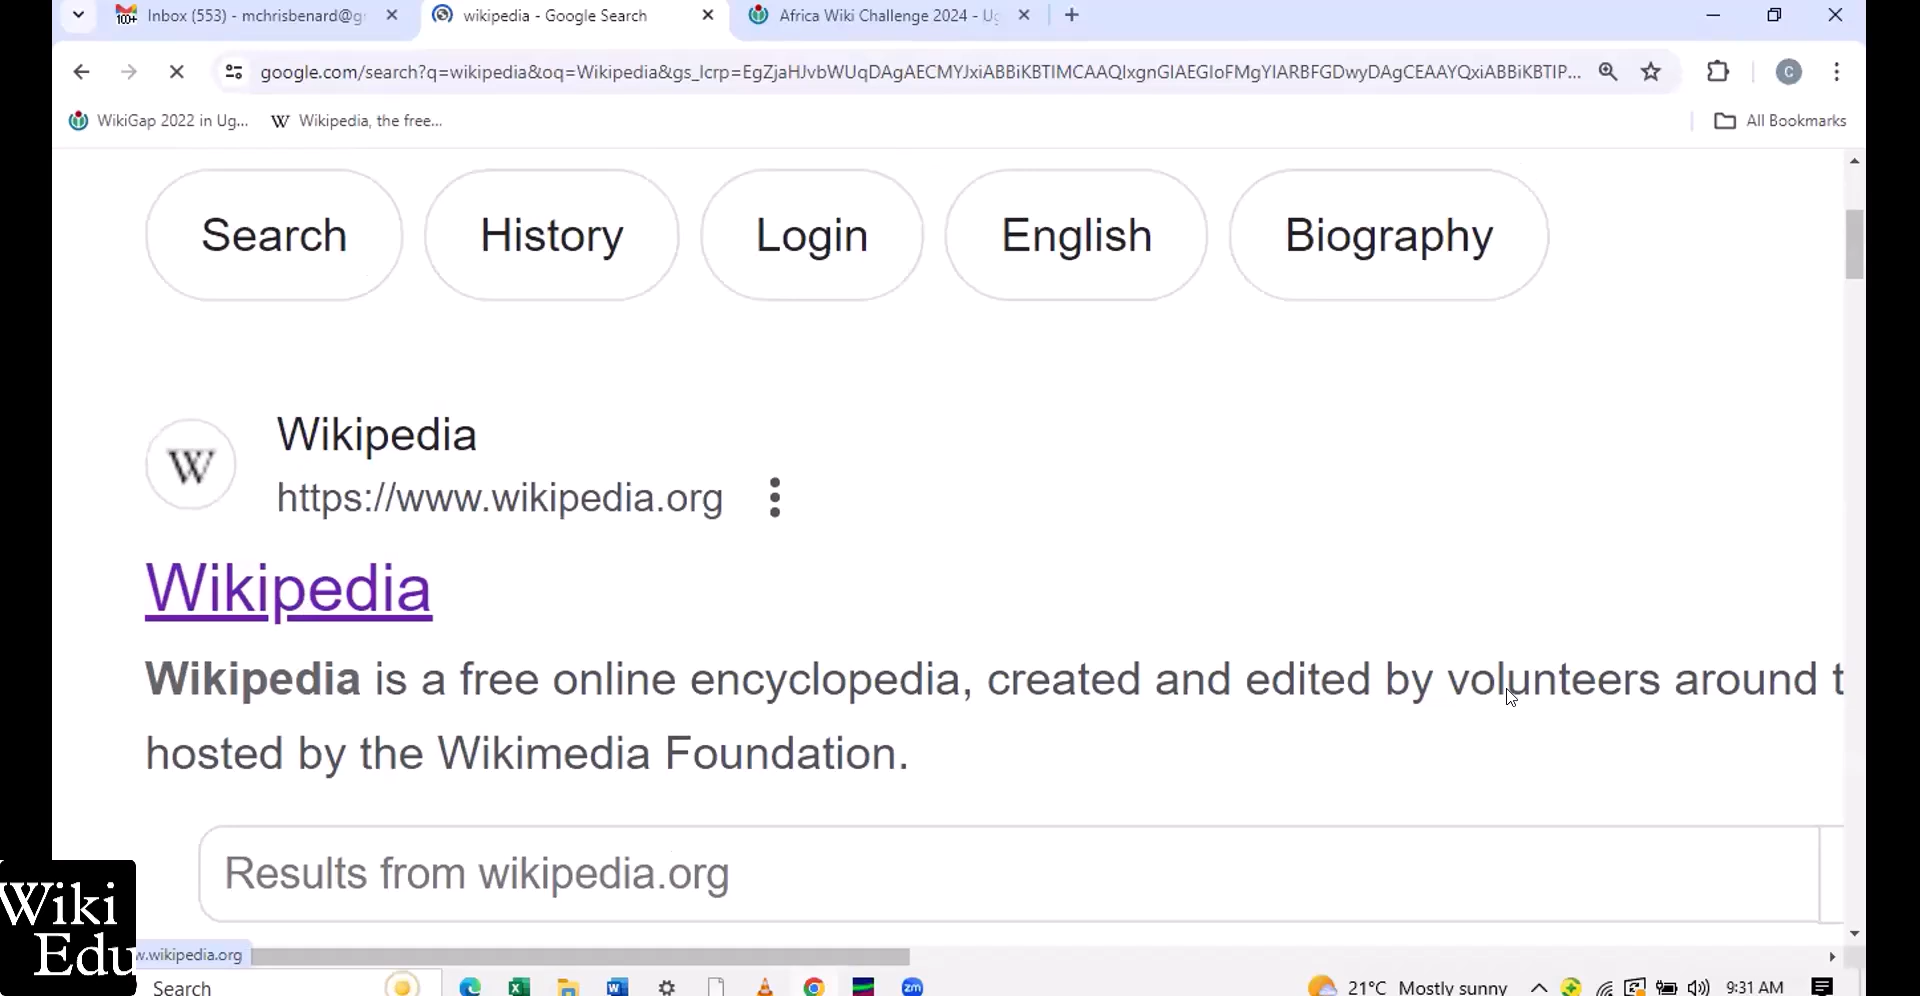 100+
Inbox (553) - mchrisbenard@g
wikipedia - Google Search
Africa Wiki Challenge 2024 - Ug
google.com/search?q=wikipedia&oq=Wikipedia&gs_lcrp=EgZjaHJvbWUqDAgAECMYJxiABBiKBTIMCAAQIxgnGIAEGIoFMgYIARBFGDwyDAgCEAAYQxiABBiKBTIP...
C
WikiGap 2022 in Ug...
W Wikipedia, the free...
All Bookmarks
Search
History
Login
English
Biography
W
Wikipedia
https://www.wikipedia.org
Wikipedia
Wikipedia is a free online encyclopedia, created and edited by volunteers around t
hosted by the Wikimedia Foundation.
Results from wikipedia.org
Wiki
Edu
w.wikipedia.org
Search
zm
21°C Mostly sunny
9:31 AM